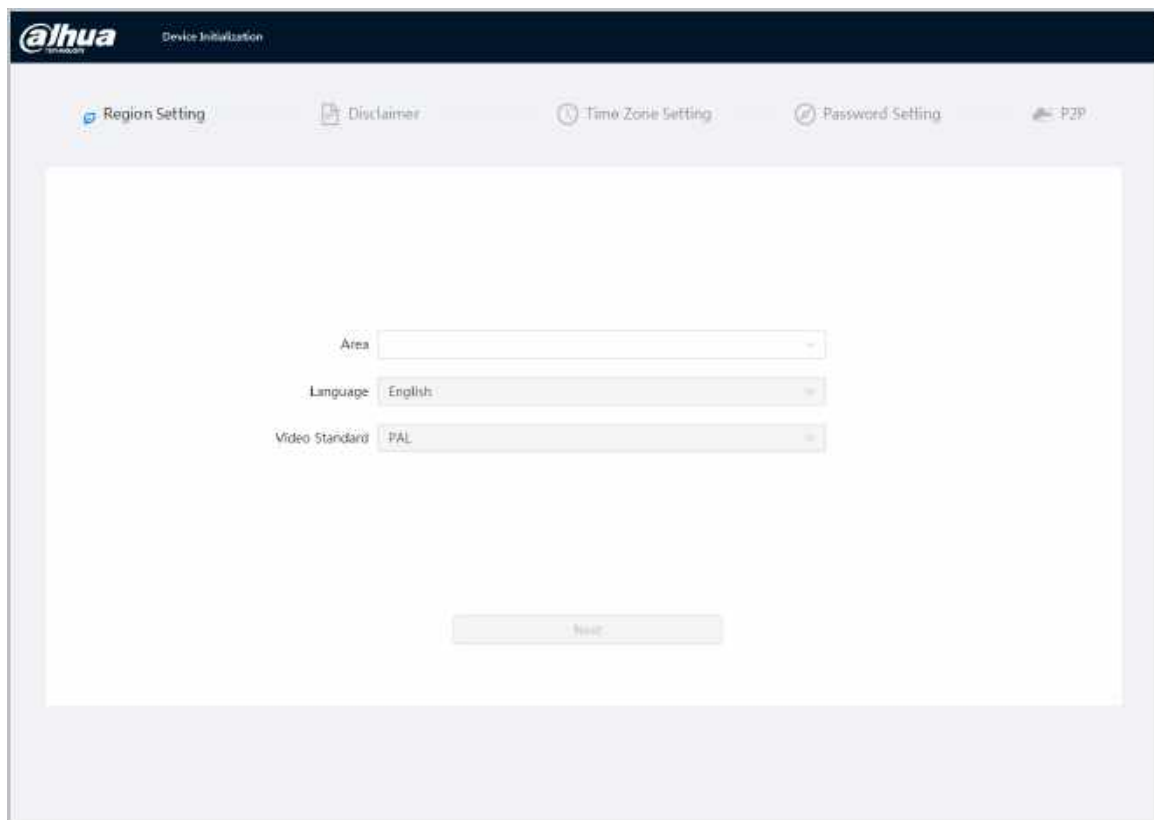 alhua
TECHNOLOGY
Device Initialization
Region Setting
Disclaimer
Time Zone Setting
Password Setting
P2P
Area
Language English
Video Standard PAL
Next